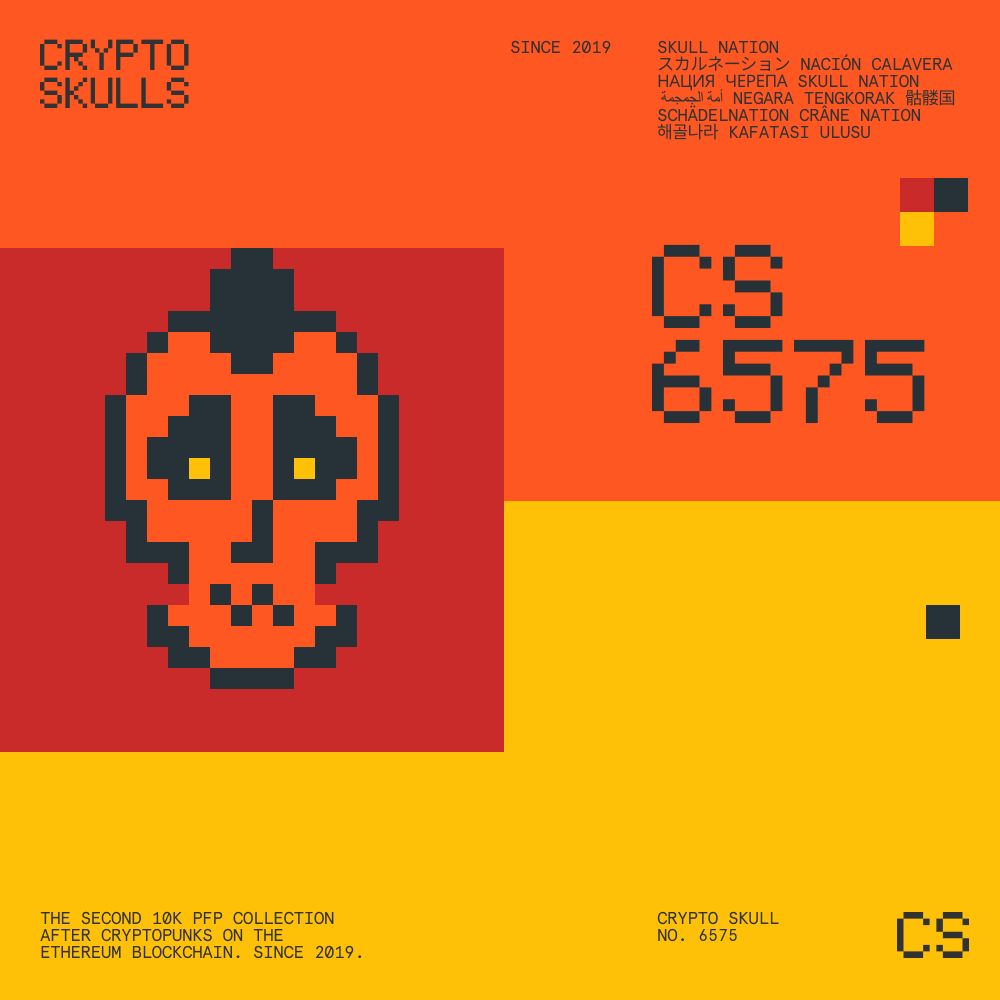 CRYPTO
SKULLS
SINCE 2019
SKULL NATION
スカルネーション NACIÓN CALAVERA
НАЦИЯ ЧЕРЕПА SKULL NATION
أمة الجمجمة NEGARA TENGKORAK 骷髅国
SCHÄDELNATION CRÂNE NATION
해골나라 KAFATASI ULUSU
CS
6575
THE SECOND 10K PFP COLLECTION
AFTER CRYPTOPUNKS ON THE
ETHEREUM BLOCKCHAIN. SINCE 2019.
CRYPTO SKULL
NO. 6575
CS